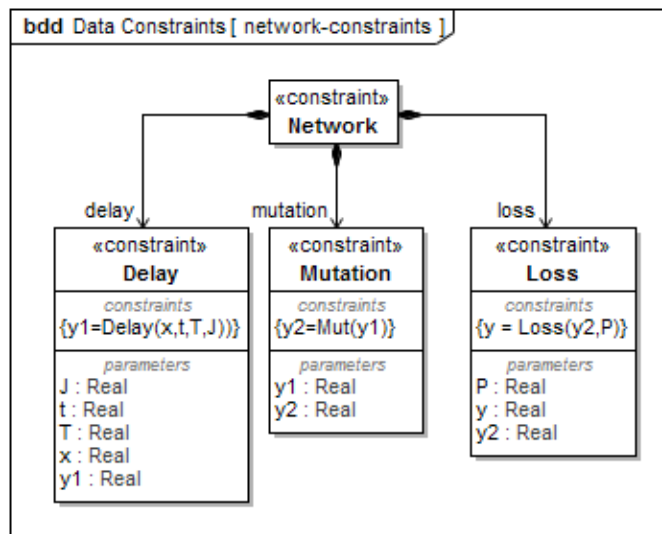 bdd Data Constraints [ network-constraints ]
«constraint»
Network
delay
mutation
loss
«constraint»
Delay
constraints
{y1=Delay(x,t,T,J))}
parameters
J : Real
t : Real
T : Real
x : Real
y1 : Real
«constraint»
Mutation
constraints
{y2=Mut(y1)}
parameters
y1 : Real
y2 : Real
«constraint»
Loss
constraints
{y = Loss(y2,P)}
parameters
P : Real
y : Real
y2 : Real